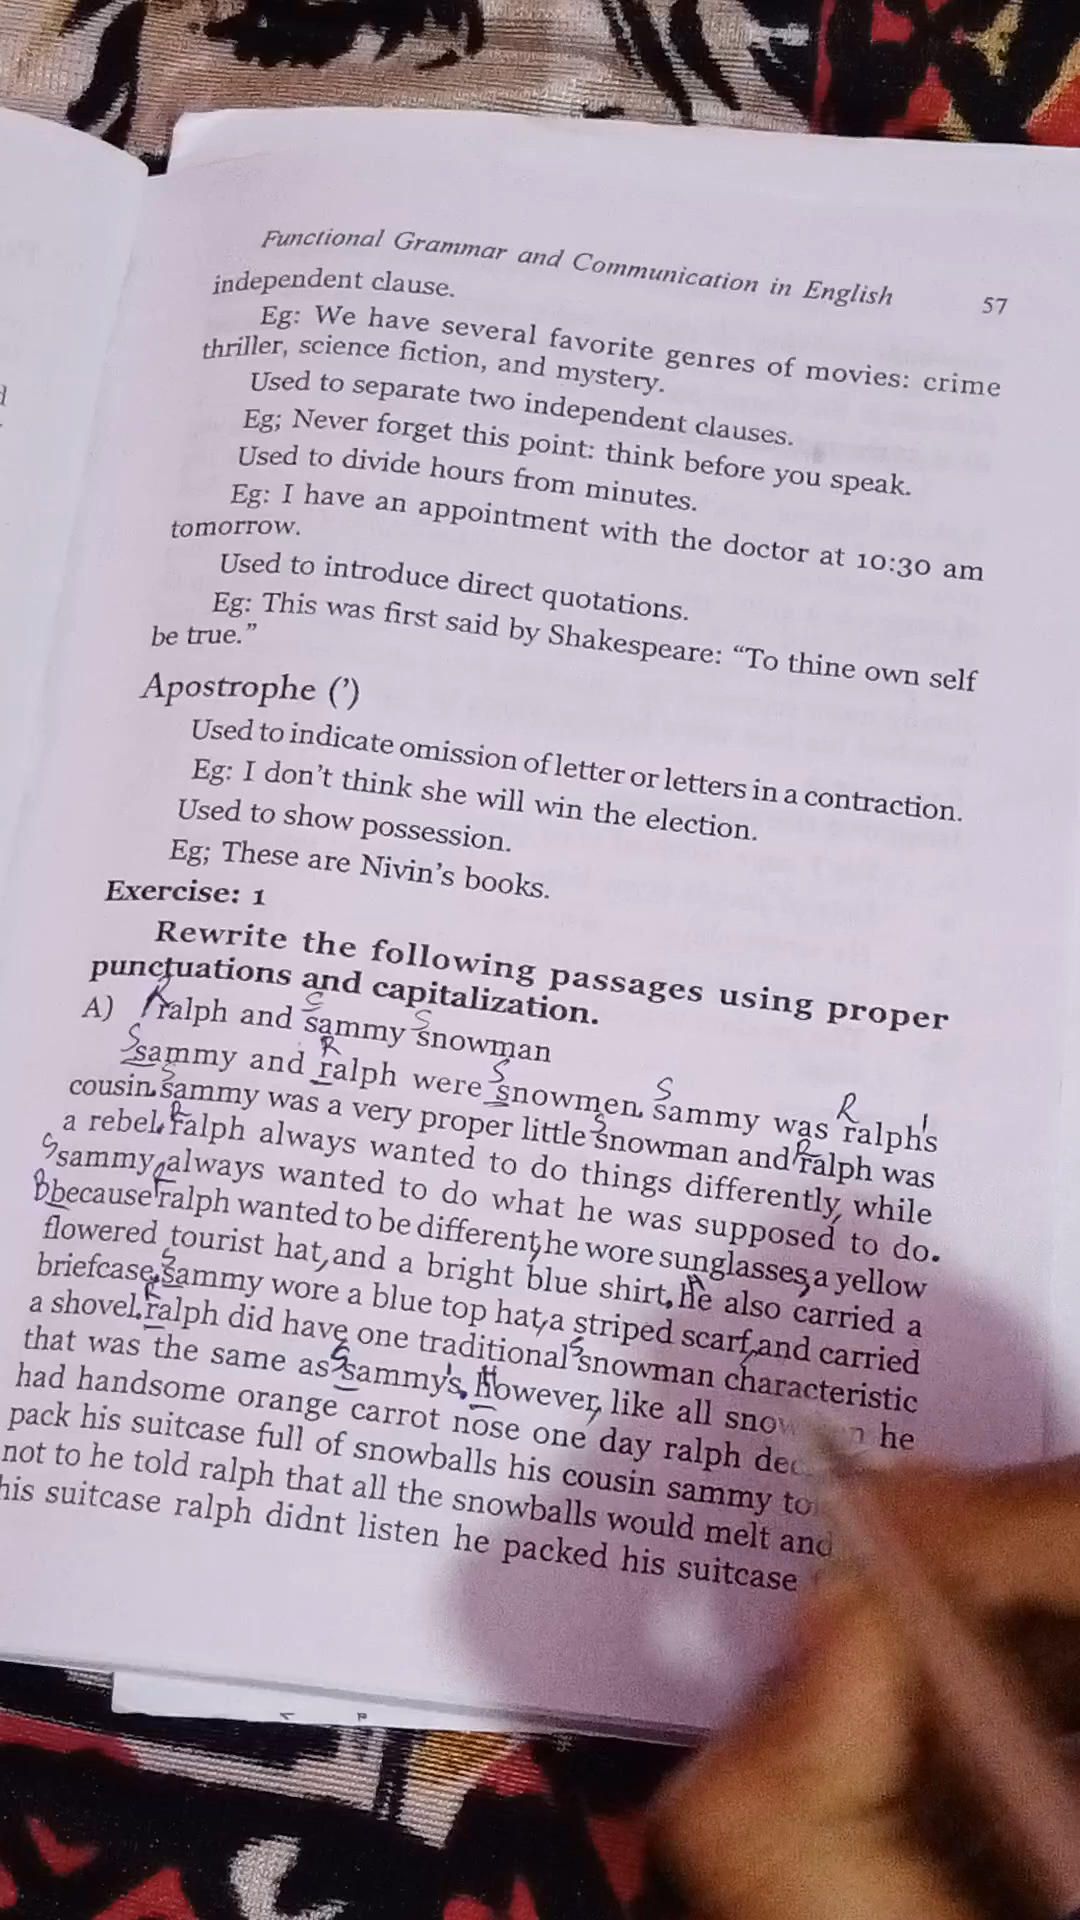 Functional Grammar and Communication in English 57
independent clause.
Eg: We have several favorite genres of movies: crime
thriller, science fiction, and mystery.
Used to separate two independent clauses.
Eg; Never forget this point: think before you speak.
Used to divide hours from minutes.
Eg: I have an appointment with the doctor at 10:30 am
tomorrow.
Used to introduce direct quotations.
Eg: This was first said by Shakespeare: “To thine own self
be true.”
Apostrophe (’)
Used to indicate omission of letter or letters in a contraction.
Eg: I don’t think she will win the election.
Used to show possession.
Eg; These are Nivin’s books.
Exercise: 1
Rewrite the following passages using proper
punctuations and capitalization.
R S S
A) ralph and sammy snowman
S R S S R '
sammy and ralph were snowmen. sammy was ralph's
S S R
cousin. sammy was a very proper little snowman and ralph was
R
a rebel. ralph always wanted to do things differently, while
S
sammy, always wanted to do what he was supposed to do.
B R
because ralph wanted to be different, he wore sunglasses, a yellow
H
flowered tourist hat, and a bright blue shirt. he also carried a
S
briefcase. sammy wore a blue top hat, a striped scarf, and carried
R S
a shovel. ralph did have one traditional snowman characteristic
S ' H
that was the same as sammy's. However, like all he
had handsome orange carrot nose one day ralph
pack his suitcase full of snowballs his cousin sammy
not to he told ralph that all the snowballs would melt and
his suitcase ralph didnt listen he packed his suitcase